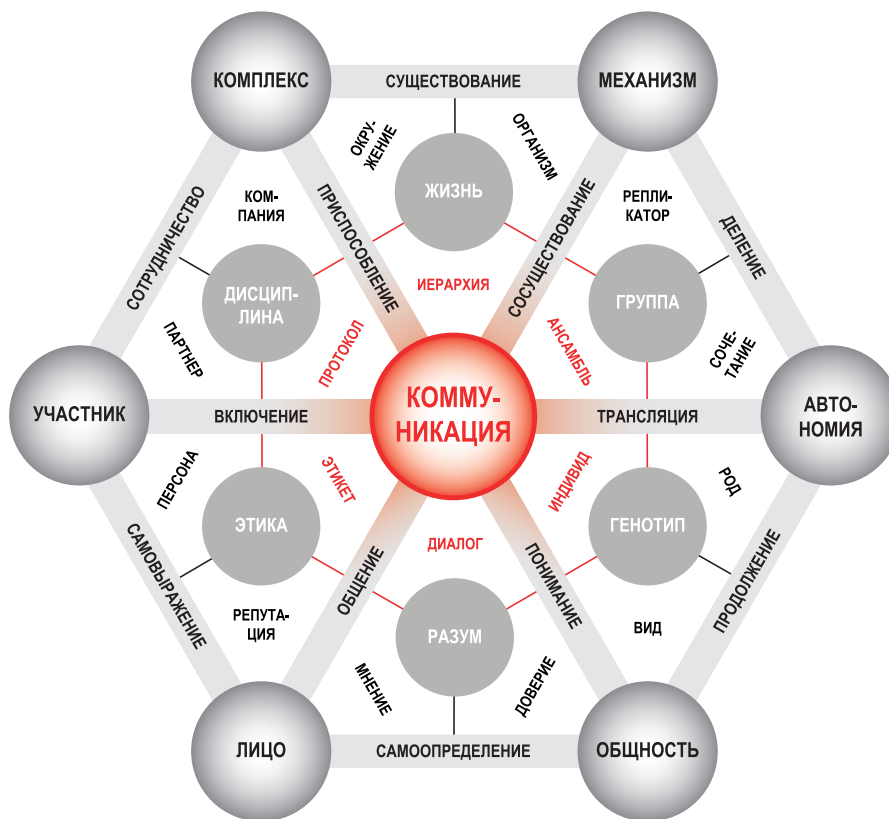 КОМПЛЕКС
СУЩЕСТВОВАНИЕ
МЕХАНИЗМ
ОКРУ-
ЖЕНИЕ
ОРГАНИЗМ
ЖИЗНЬ
КОМ-
ПАНИЯ
ПРИСПОСОБЛЕНИЕ
СОСУЩЕСТВОВАНИЕ
РЕПЛИ-
КАТОР
СОТРУДНИЧЕСТВО
ДЕЛЕНИЕ
ИЕРАРХИЯ
ДИСЦИП-
ЛИНА
ГРУППА
ПАРТНЕР
ПРОТОКОЛ
АНСАМБЛЬ
СОЧЕ-
ТАНИЕ
УЧАСТНИК
ВКЛЮЧЕНИЕ
КОММУ-
НИКАЦИЯ
ТРАНСЛЯЦИЯ
АВТО-
НОМИЯ
ПЕРСОНА
ЭТИКЕТ
ИНДИВИД
РОД
ЭТИКА
ДИАЛОГ
ГЕНОТИП
САМОВЫРАЖЕНИЕ
ОБЩЕНИЕ
ПОНИМАНИЕ
ПРОДОЛЖЕНИЕ
РЕПУТА-
ЦИЯ
РАЗУМ
ВИД
МНЕНИЕ
ДОВЕРИЕ
ЛИЦО
САМООПРЕДЕЛЕНИЕ
ОБЩНОСТЬ